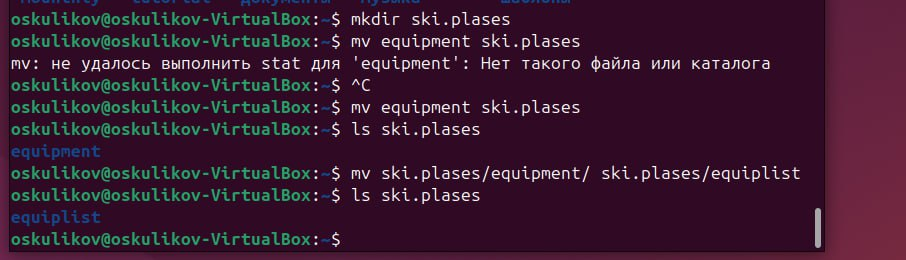 oskulikov@oskulikov-VirtualBox:~$ mkdir ski.plases
oskulikov@oskulikov-VirtualBox:~$ mv equipment ski.plases
mv: не удалось выполнить stat для 'equipment': Нет такого файла или каталога
oskulikov@oskulikov-VirtualBox:~$ ^C
oskulikov@oskulikov-VirtualBox:~$ mv equipment ski.plases
oskulikov@oskulikov-VirtualBox:~$ ls ski.plases
equipment
oskulikov@oskulikov-VirtualBox:~$ mv ski.plases/equipment/ ski.plases/equiplist
oskulikov@oskulikov-VirtualBox:~$ ls ski.plases
equiplist
oskulikov@oskulikov-VirtualBox:~$